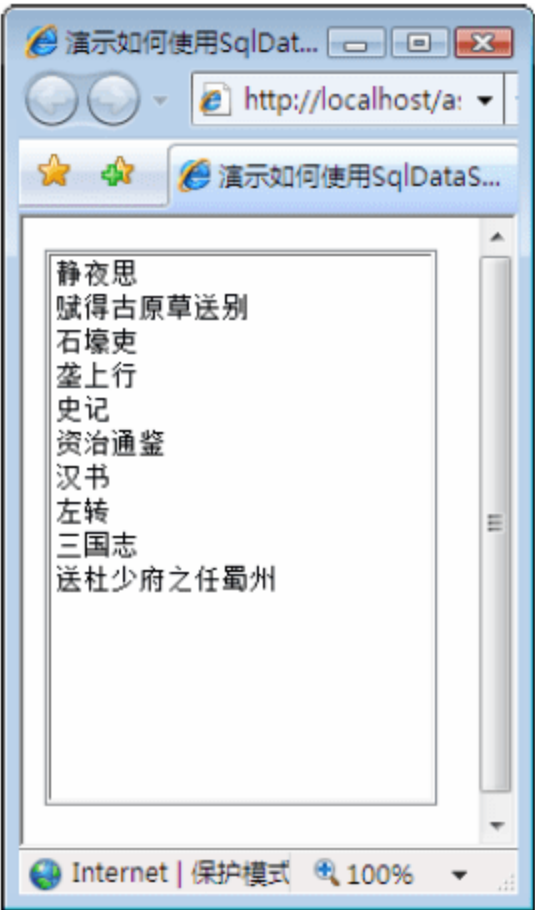 演示如何使用SqlDat...
http://localhost/a
演示如何使用SqlDataS...
静夜思
赋得古原草送别
石壕吏
垄上行
史记
资治通鉴
汉书
左转
三国志
送杜少府之任蜀州
Internet | 保护模式
100%